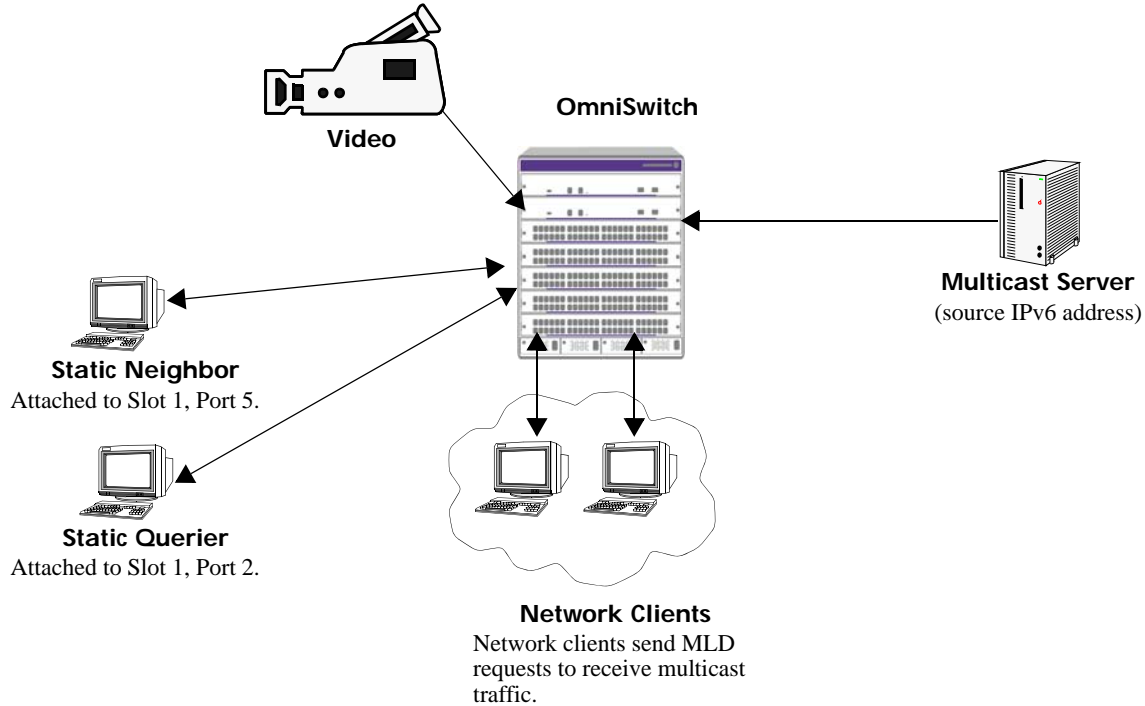 OmniSwitch
Video
Multicast Server
(source IPv6 address)
Static Neighbor
Attached to Slot 1, Port 5.
Static Querier
Attached to Slot 1, Port 2.
Network Clients
Network clients send MLD
requests to receive multicast
traffic.